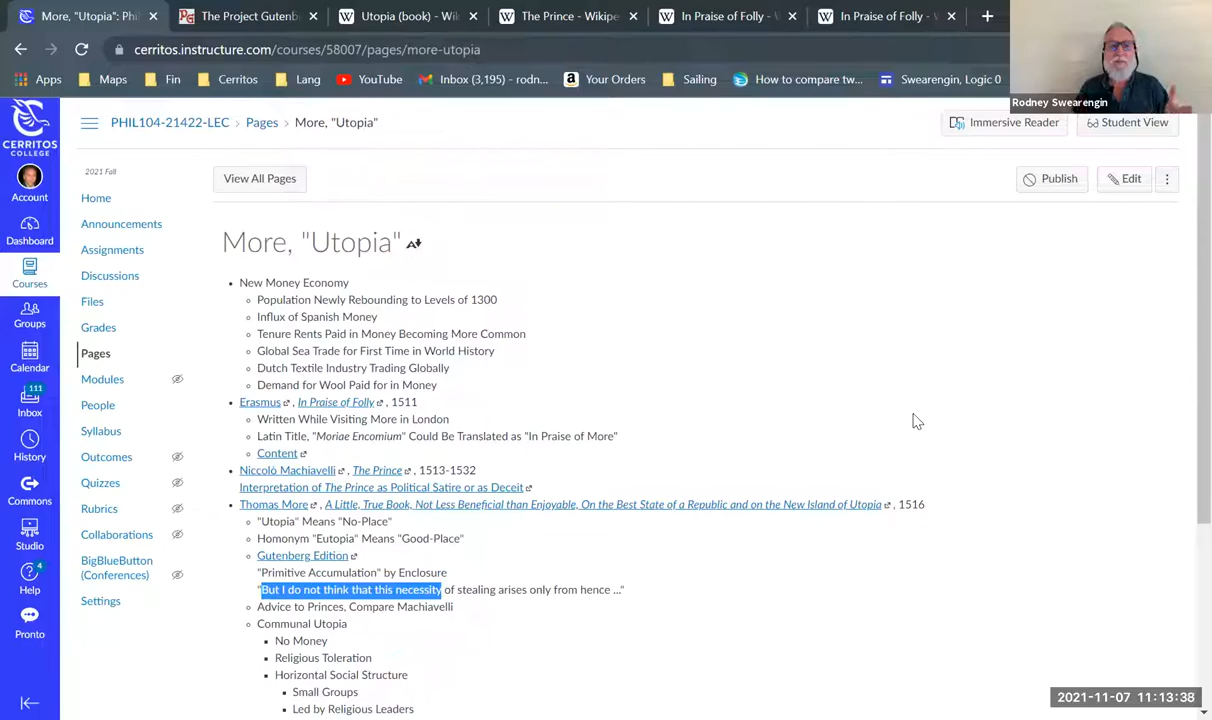 More, "Utopia": P
The Project Gutenb
Utopia (book) - Wik
The Prince - Wikipe
In Praise of Folly - W
In Praise of Folly - W
cerritos.instructure.com/courses/58007/pages/more-utopia
Apps
Maps
Fin
Cerritos
Lang
YouTube
Inbox (3,195) - rodn...
Your Orders
Sailing
How to compare tw...
Swearengin, Logic 0
Rodney Swearengin
CERRITOS
COLLEGE
Account
Dashboard
Courses
Groups
Calendar
111
Inbox
History
Commons
Studio
4
Help
Pronto
PHIL104-21422-LEC > Pages > More, "Utopia"
Immersive Reader
Student View
2021 Fall
Home
Announcements
Assignments
Discussions
Files
Grades
Pages
Modules
People
Syllabus
Outcomes
Quizzes
Rubrics
Collaborations
BigBlueButton
(Conferences)
Settings
View All Pages
Publish
Edit
More, "Utopia"
New Money Economy
Population Newly Rebounding to Levels of 1300
Influx of Spanish Money
Tenure Rents Paid in Money Becoming More Common
Global Sea Trade for First Time in World History
Dutch Textile Industry Trading Globally
Demand for Wool Paid for in Money
Erasmus, In Praise of Folly, 1511
Written While Visiting More in London
Latin Title, "Moriae Encomium" Could Be Translated as "In Praise of More"
Content
Niccolò Machiavelli, The Prince, 1513-1532
Interpretation of The Prince as Political Satire or as Deceit
Thomas More, A Little, True Book, Not Less Beneficial than Enjoyable, On the Best State of a Republic and on the New Island of Utopia, 1516
"Utopia" Means "No-Place"
Homonym "Eutopia" Means "Good-Place"
Gutenberg Edition
"Primitive Accumulation" by Enclosure
"But I do not think that this necessity of stealing arises only from hence ..."
Advice to Princes, Compare Machiavelli
Communal Utopia
No Money
Religious Toleration
Horizontal Social Structure
Small Groups
Led by Religious Leaders
2021-11-07 11:13:38